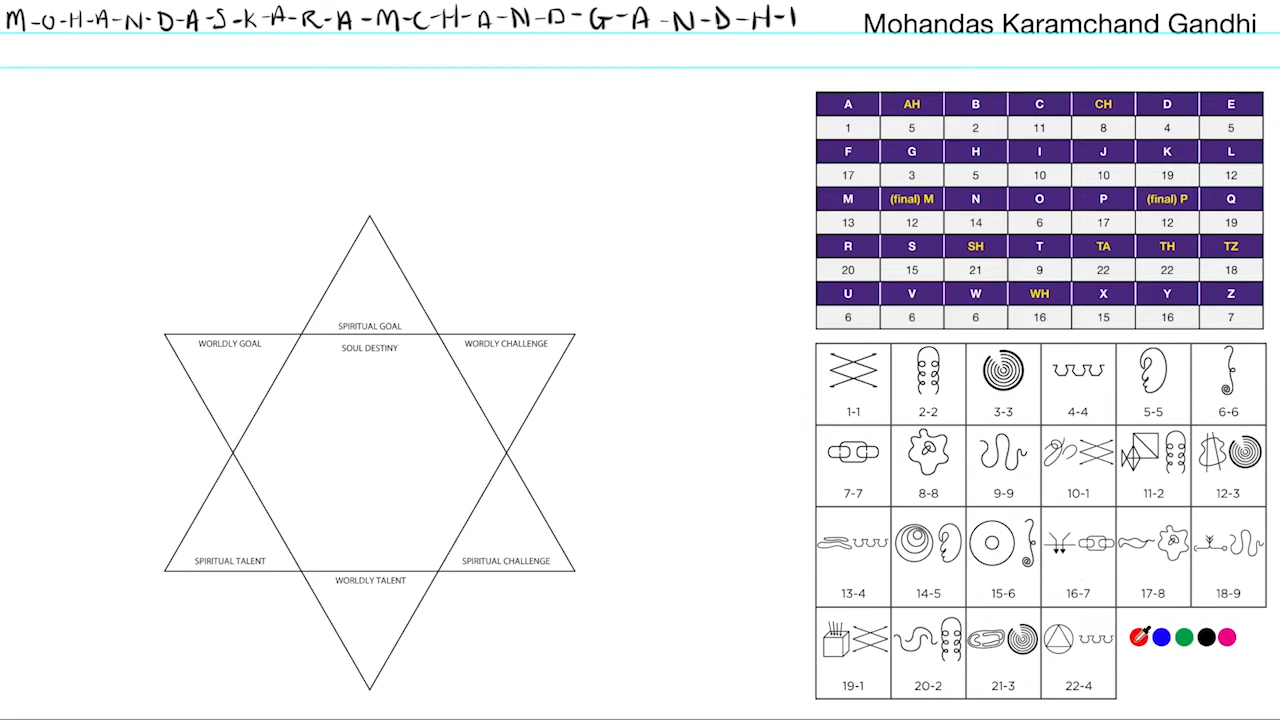 M-O-H-A-N-D-A-S-K-A-R-A-M-C-H-A-N-D-G-A-N-D-H-I
Mohandas Karamchand Gandhi
A AH B C CH D E
1 5 2 11 8 4 5
F G H I J K L
17 3 5 10 10 19 12
M (final) M N O P (final) P Q
13 12 14 6 17 12 19
R S SH T TA TH TZ
20 15 21 9 22 22 18
U V W WH X Y Z
6 6 6 16 15 16 7
SPIRITUAL GOAL
WORLDLY GOAL
SOUL DESTINY
WORDLY CHALLENGE
SPIRITUAL TALENT
SPIRITUAL CHALLENGE
WORLDLY TALENT
1-1 2-2 3-3 4-4 5-5 6-6
7-7 8-8 9-9 10-1 11-2 12-3
13-4 14-5 15-6 16-7 17-8 18-9
19-1 20-2 21-3 22-4